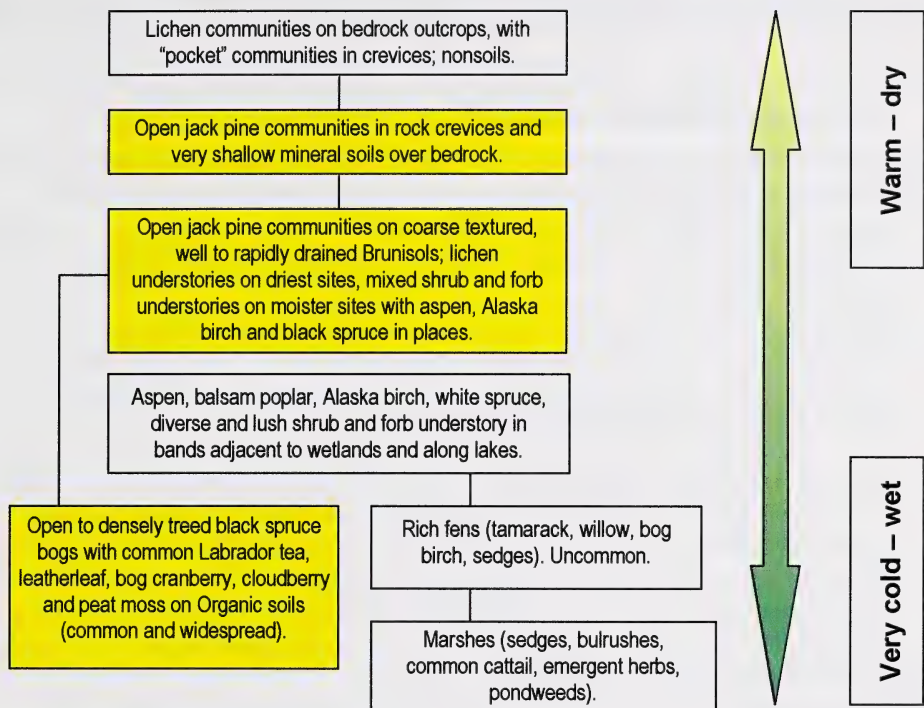 Lichen communities on bedrock outcrops, with
“pocket” communities in crevices; nonsoils.
Open jack pine communities in rock crevices and
very shallow mineral soils over bedrock.
Open jack pine communities on coarse textured,
well to rapidly drained Brunisols; lichen
understories on driest sites, mixed shrub and forb
understories on moister sites with aspen, Alaska
birch and black spruce in places.
Aspen, balsam poplar, Alaska birch, white spruce,
diverse and lush shrub and forb understory in
bands adjacent to wetlands and along lakes.
Open to densely treed black spruce
bogs with common Labrador tea,
leatherleaf, bog cranberry, cloudberry
and peat moss on Organic soils
(common and widespread).
Rich fens (tamarack, willow, bog
birch, sedges). Uncommon.
Marshes (sedges, bulrushes,
common cattail, emergent herbs,
pondweeds).
Warm – dry
Very cold – wet